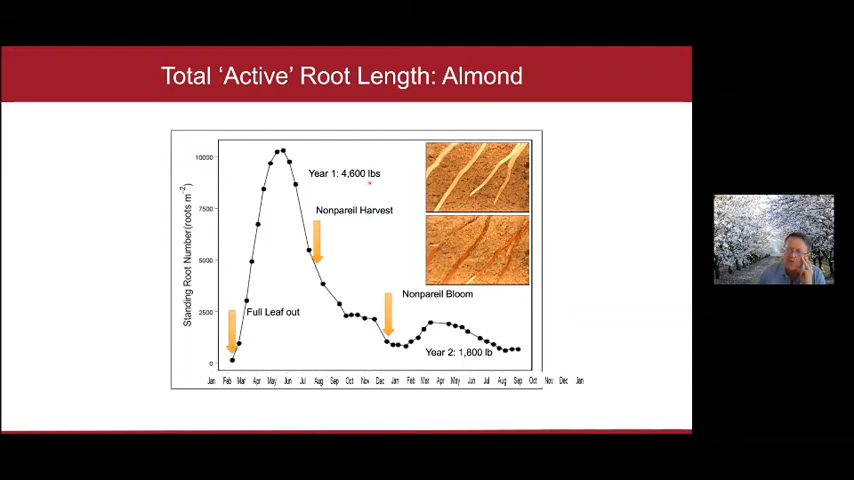 Total ‘Active’ Root Length: Almond
Standing Root Number(roots m-2)
10000
7500
5000
2500
0
Year 1: 4,600 lbs
Nonpareil Harvest
Nonpareil Bloom
Full Leaf out
Year 2: 1,800 lb
Jan Feb Mar Apr May Jun Jul Aug Sep Oct Nov Dec Jan Feb Mar Apr May Jun Jul Aug Sep Oct Nov Dec Jan